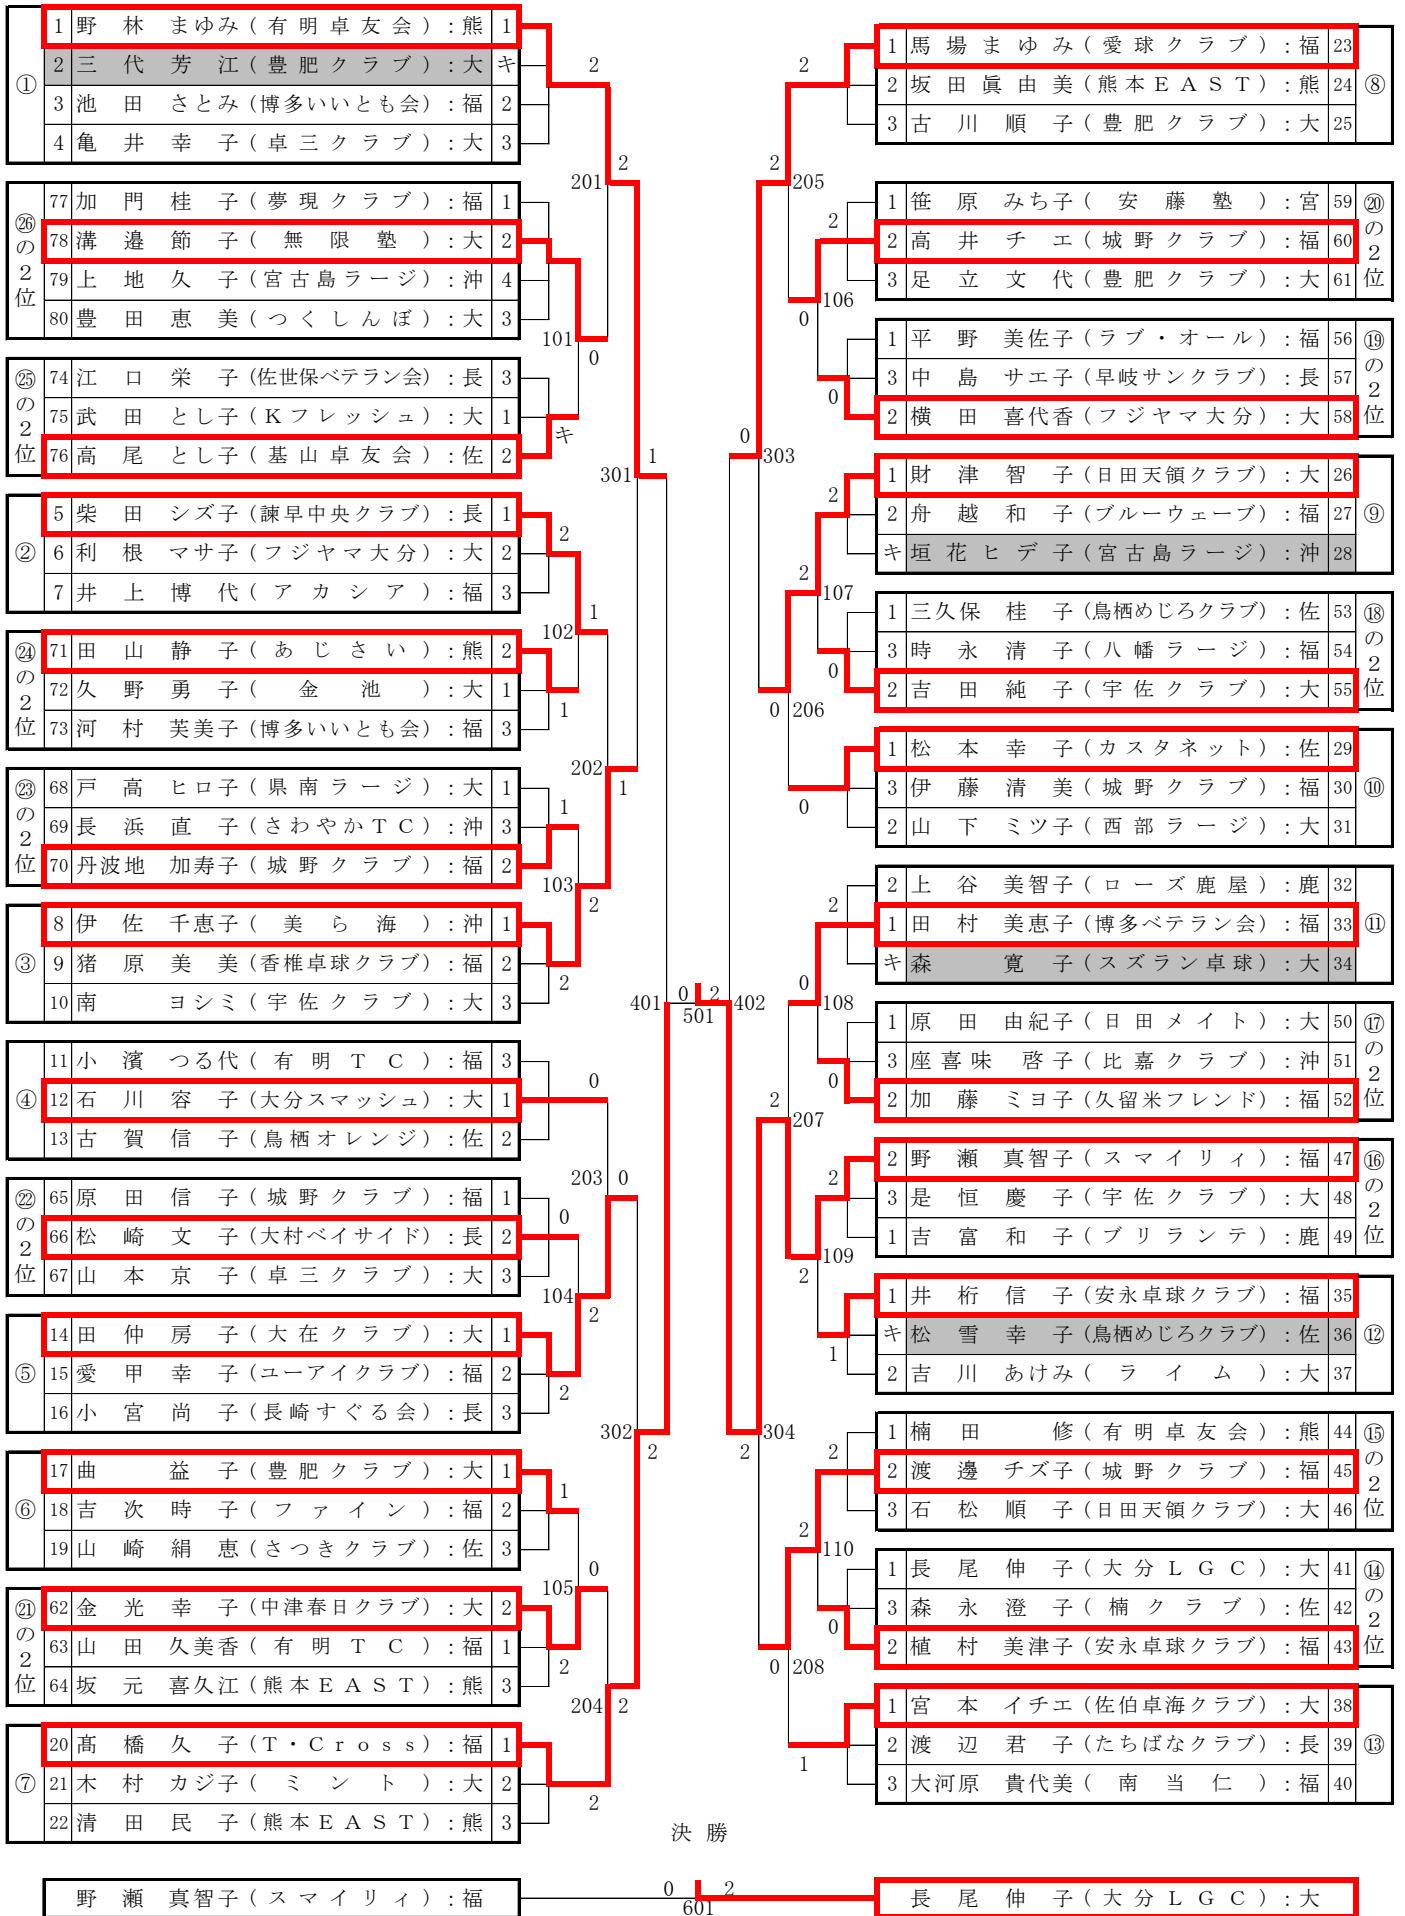 ①
1 野 林 まゆみ(有明卓友会):熊 1
2 三 代 芳 江(豊肥クラブ):大 キ
3 池 田 さとみ(博多いいとも会):福 2
4 亀 井 幸 子(卓三クラブ):大 3
2
2
201
㉖の2位
77 加 門 桂 子(夢現クラブ):福 1
78 溝 邉 節 子(無限塾):大 2
79 上 地 久 子(宮古島ラージ):沖 4
80 豊 田 恵 美(つくしんぼ):大 3
101
0
㉕の2位
74 江 口 栄 子(佐世保ベテラン会):長 3
75 武 田 とし子(Kフレッシュ):大 1
76 高 尾 とし子(基山卓友会):佐 2
キ
301
1
②
5 柴 田 シズ子(諫早中央クラブ):長 1
6 利 根 マサ子(フジヤマ大分):大 2
7 井 上 博 代(アカシア):福 3
2
1
102
㉔の2位
71 田 山 静 子(あじさい):熊 2
72 久 野 勇 子(金池):大 1
73 河 村 芙美子(博多いいとも会):福 3
1
202
1
㉓の2位
68 戸 高 ヒロ子(県南ラージ):大 1
69 長 浜 直 子(さわやかTC):沖 3
70 丹波地 加寿子(城野クラブ):福 2
1
103
2
③
8 伊 佐 千恵子(美ら海):沖 1
9 猪 原 美 美(香椎卓球クラブ):福 2
10 南 ヨシミ(宇佐クラブ):大 3
2
401
0
2
402
501
④
11 小 濱 つる代(有明TC):福 3
12 石 川 容 子(大分スマッシュ):大 1
13 古 賀 信 子(鳥栖オレンジ):佐 2
0
203
0
㉒の2位
65 原 田 信 子(城野クラブ):福 1
66 松 崎 文 子(大村ベイサイド):長 2
67 山 本 京 子(卓三クラブ):大 3
0
104
2
⑤
14 田 仲 房 子(大在クラブ):大 1
15 愛 甲 幸 子(ユーアイクラブ):福 2
16 小 宮 尚 子(長崎すぐる会):長 3
2
302
2
⑥
17 曲 益 子(豊肥クラブ):大 1
18 吉 次 時 子(ファイン):福 2
19 山 崎 絹 恵(さつきクラブ):佐 3
1
0
105
㉑の2位
62 金 光 幸 子(中津春日クラブ):大 2
63 山 田 久美香(有明TC):福 1
64 坂 元 喜久江(熊本EAST):熊 3
2
204
2
⑦
20 髙 橋 久 子(T・Cross):福 1
21 木 村 カジ子(ミント):大 2
22 清 田 民 子(熊本EAST):熊 3
2
1 馬 場 ま ゆ み(愛球クラブ):福 23
2 坂 田 眞 由 美(熊本EAST):熊 24
3 古 川 順 子(豊肥クラブ):大 25
⑧
2
2
205
1 笹 原 みち子(安藤塾):宮 59
2 高 井 チ エ(城野クラブ):福 60
3 足 立 文 代(豊肥クラブ):大 61
⑳の2位
2
106
0
1 平 野 美佐子(ラブ・オール):福 56
3 中 島 サエ子(早岐サンクラブ):長 57
2 横 田 喜代香(フジヤマ大分):大 58
⑲の2位
0
0
303
1 財 津 智 子(日田天領クラブ):大 26
2 舟 越 和 子(ブルーウェーブ):福 27
キ 垣 花 ヒ デ 子(宮古島ラージ):沖 28
⑨
2
2
107
1 三久保 桂 子(鳥栖めじろクラブ):佐 53
3 時 永 清 子(八幡ラージ):福 54
2 吉 田 純 子(宇佐クラブ):大 55
⑱の2位
0
0
206
1 松 本 幸 子(カスタネット):佐 29
3 伊 藤 清 美(城野クラブ):福 30
2 山 下 ミツ子(西部ラージ):大 31
⑩
0
2 上 谷 美智子(ローズ鹿屋):鹿 32
1 田 村 美恵子(博多ベテラン会):福 33
キ 森 寛 子(スズラン卓球):大 34
⑪
2
0
108
1 原 田 由紀子(日田メイト):大 50
3 座喜味 啓 子(比嘉クラブ):沖 51
2 加 藤 ミヨ子(久留米フレンド):福 52
⑰の2位
0
2
207
2 野 瀬 真智子(スマイリィ):福 47
3 是 恒 慶 子(宇佐クラブ):大 48
1 吉 富 和 子(ブリランテ):鹿 49
⑯の2位
2
109
2
1 井 桁 信 子(安永卓球クラブ):福 35
キ 松 雪 幸 子(鳥栖めじろクラブ):佐 36
2 吉 川 あけみ(ライム):大 37
⑫
1
2
304
1 楠 田 修(有明卓友会):熊 44
2 渡 邊 チズ子(城野クラブ):福 45
3 石 松 順 子(日田天領クラブ):大 46
⑮の2位
2
2
110
1 長 尾 伸 子(大分LGC):大 41
3 森 永 澄 子(楠クラブ):佐 42
2 植 村 美津子(安永卓球クラブ):福 43
⑭の2位
0
0
208
1 宮 本 イチエ(佐伯卓海クラブ):大 38
2 渡 辺 君 子(たちばなクラブ):長 39
3 大河原 貴代美(南当仁):福 40
⑬
1
決 勝
野 瀬 真智子(スマイリィ):福
0
2
601
長 尾 伸 子(大分LGC):大